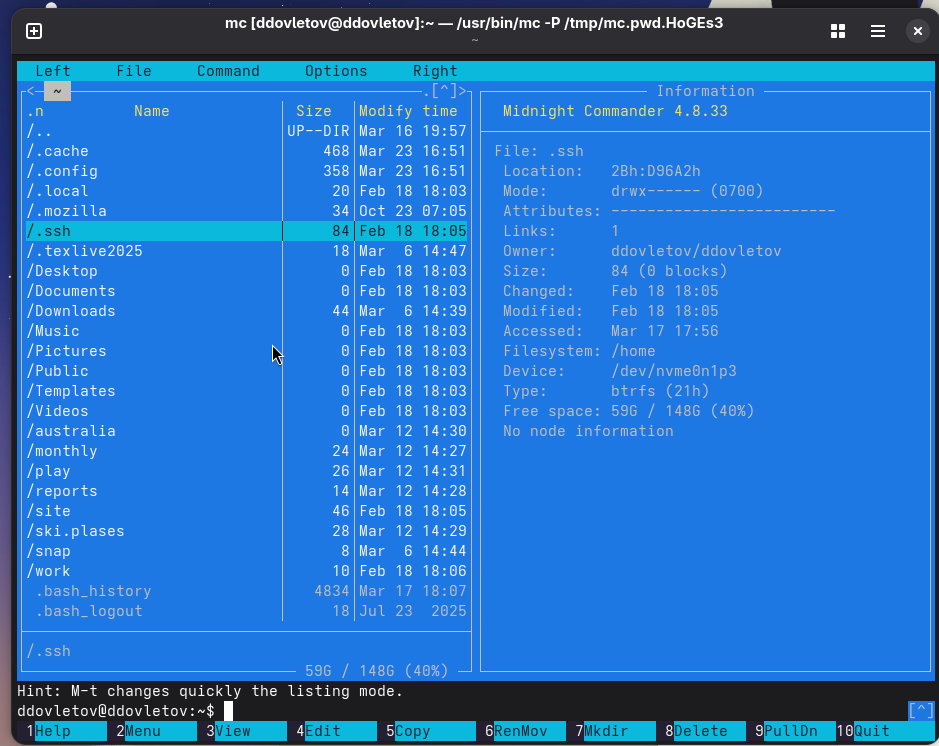 mc [ddovletov@ddovletov]:~ — /usr/bin/mc -P /tmp/mc.pwd.HoGEs3
~
Left File Command Options Right
<─ ~ ─.[^]>
.n Name Size Modify time
/.. UP--DIR Mar 16 19:57
/.cache 468 Mar 23 16:51
/.config 358 Mar 23 16:51
/.local 20 Feb 18 18:03
/.mozilla 34 Oct 23 07:05
/.ssh 84 Feb 18 18:05
/.texlive2025 18 Mar 6 14:47
/Desktop 0 Feb 18 18:03
/Documents 0 Feb 18 18:03
/Downloads 44 Mar 6 14:39
/Music 0 Feb 18 18:03
/Pictures 0 Feb 18 18:03
/Public 0 Feb 18 18:03
/Templates 0 Feb 18 18:03
/Videos 0 Feb 18 18:03
/australia 0 Mar 12 14:30
/monthly 24 Mar 12 14:27
/play 26 Mar 12 14:31
/reports 14 Mar 12 14:28
/site 46 Feb 18 18:05
/ski.plases 28 Mar 12 14:29
/snap 8 Mar 6 14:44
/work 10 Feb 18 18:06
.bash_history 4834 Mar 17 18:07
.bash_logout 18 Jul 23 2025
/.ssh
59G / 148G (40%)
Information
Midnight Commander 4.8.33
File: .ssh
Location: 2Bh:D96A2h
Mode: drwx------ (0700)
Attributes: -------------------------
Links: 1
Owner: ddovletov/ddovletov
Size: 84 (0 blocks)
Changed: Feb 18 18:05
Modified: Feb 18 18:05
Accessed: Mar 17 17:56
Filesystem: /home
Device: /dev/nvme0n1p3
Type: btrfs (21h)
Free space: 59G / 148G (40%)
No node information
Hint: M-t changes quickly the listing mode.
ddovletov@ddovletov:~$ [^]
1Help 2Menu 3View 4Edit 5Copy 6RenMov 7Mkdir 8Delete 9PullDn 10Quit